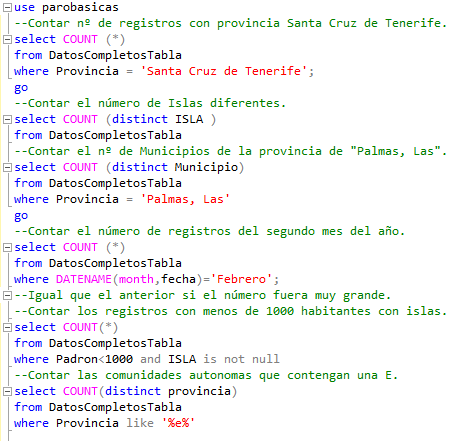 use parobasicas
--Contar nº de registros con provincia Santa Cruz de Tenerife.
select COUNT (*)
from DatosCompletosTabla
where Provincia = 'Santa Cruz de Tenerife';
go
--Contar el número de Islas diferentes.
select COUNT (distinct ISLA )
from DatosCompletosTabla
--Contar el nº de Municipios de la provincia de "Palmas, Las".
select COUNT (distinct Municipio)
from DatosCompletosTabla
where Provincia = 'Palmas, Las'
go
--Contar el número de registros del segundo mes del año.
select COUNT (*)
from DatosCompletosTabla
where DATENAME(month,fecha)='Febrero';
--Igual que el anterior si el número fuera muy grande.
--Contar los registros con menos de 1000 habitantes con islas.
select COUNT(*)
from DatosCompletosTabla
where Padron<1000 and ISLA is not null
--Contar las comunidades autonomas que contengan una E.
select COUNT(distinct provincia)
from DatosCompletosTabla
where Provincia like '%e%'